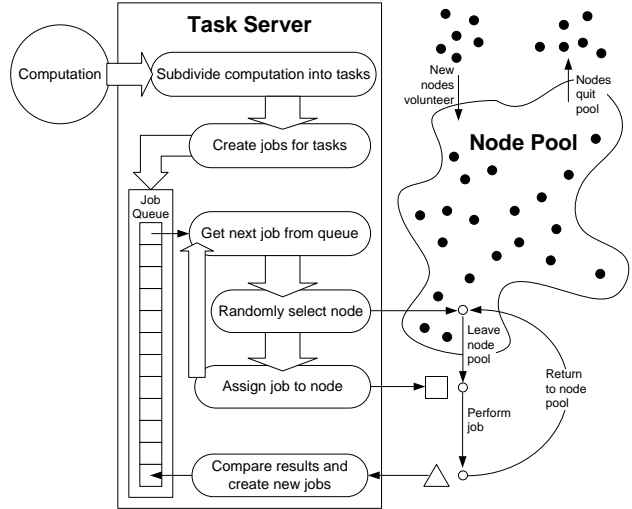 Task Server
Computation
Subdivide computation into tasks
Create jobs for tasks
Job
Queue
Get next job from queue
Randomly select node
Assign job to node
Compare results and
create new jobs
New
nodes
volunteer
Nodes
quit
pool
Node Pool
Leave
node
pool
Perform
job
Return
to node
pool